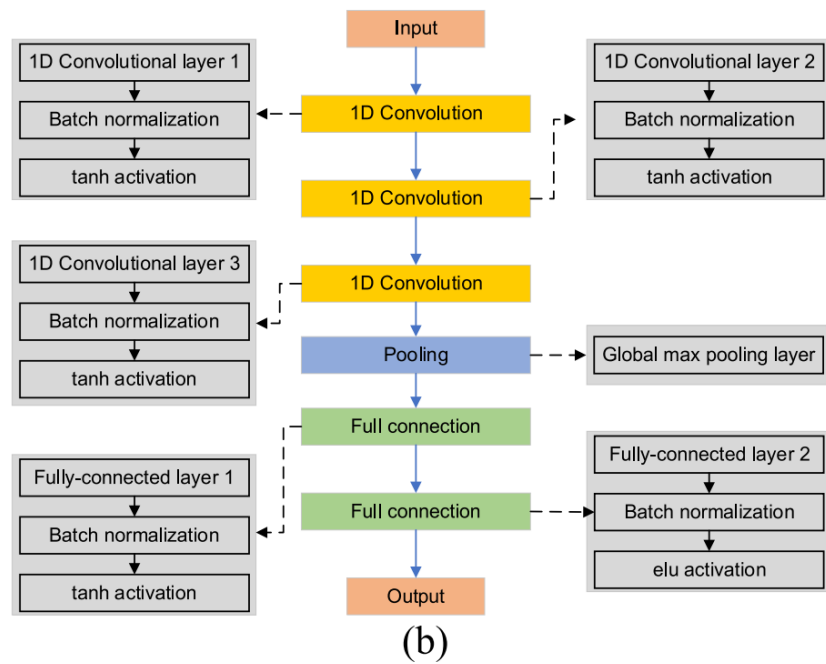 Input
1D Convolutional layer 1
Batch normalization
tanh activation
1D Convolution
1D Convolutional layer 2
Batch normalization
tanh activation
1D Convolution
1D Convolutional layer 3
Batch normalization
tanh activation
1D Convolution
Pooling
Global max pooling layer
Full connection
Fully-connected layer 1
Batch normalization
tanh activation
Full connection
Fully-connected layer 2
Batch normalization
elu activation
Output
(b)